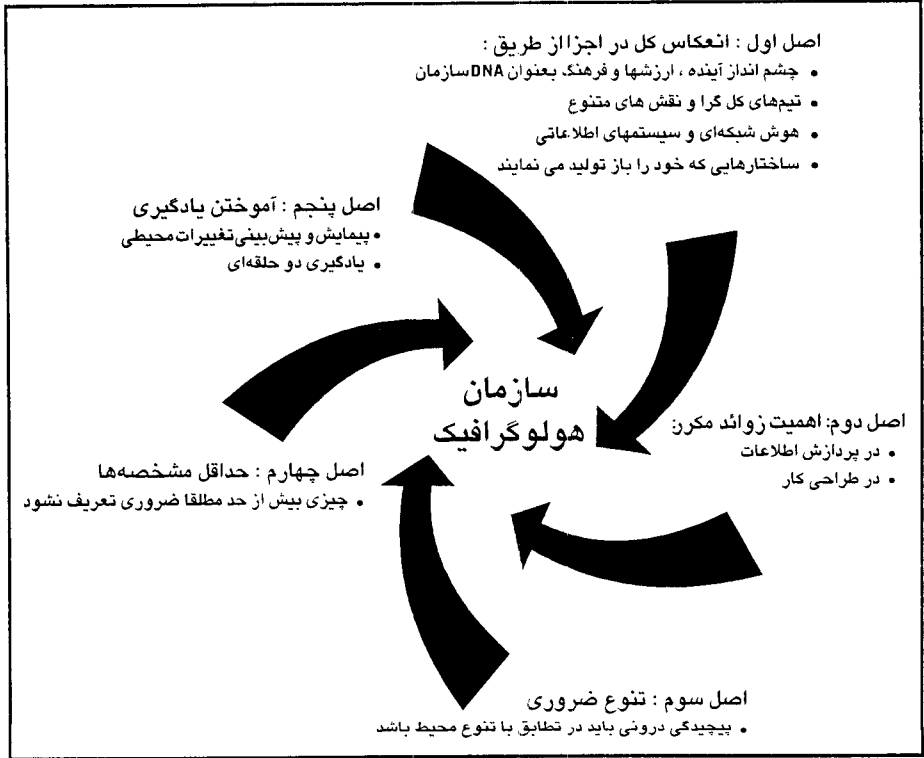 اصل اول : انعکاس کل در اجزا از طریق :
• چشم انداز آینده ، ارزشها و فرهنگ بعنوان DNA سازمان
• تیم‌های کل گرا و نقش های متنوع
• هوش شبکه‌ای و سیستمهای اطلاعاتی
• ساختارهایی که خود را باز تولید می نمایند
اصل دوم: اهمیت زوائد مکرر:
• در پردازش اطلاعات
• در طراحی کار
اصل سوم : تنوع ضروری
• پیچیدگی درونی باید در تطابق با تنوع محیط باشد
اصل چهارم : حداقل مشخصه‌ها
• چیزی بیش از حد مطلقا ضروری تعریف نشود
اصل پنجم : آموختن یادگیری
• پیمایش و پیش‌بینی تغییرات محیطی
• یادگیری دو حلقه‌ای
سازمان
هولوگرافیک